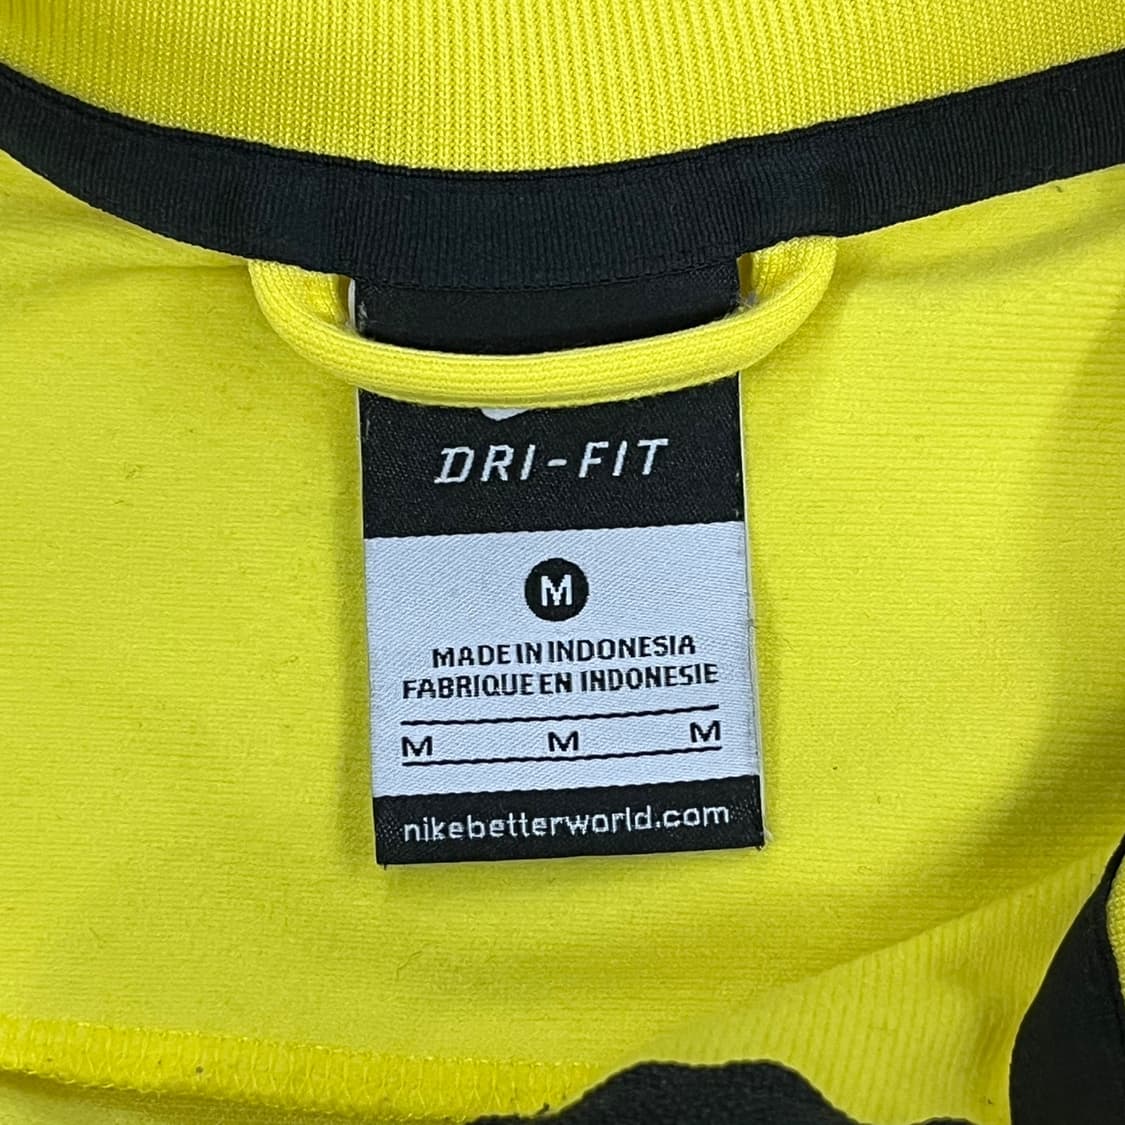 DRI-FIT
M
MADE IN INDONESIA
FABRIQUE EN INDONESIE
M M M
nikebetterworld.com